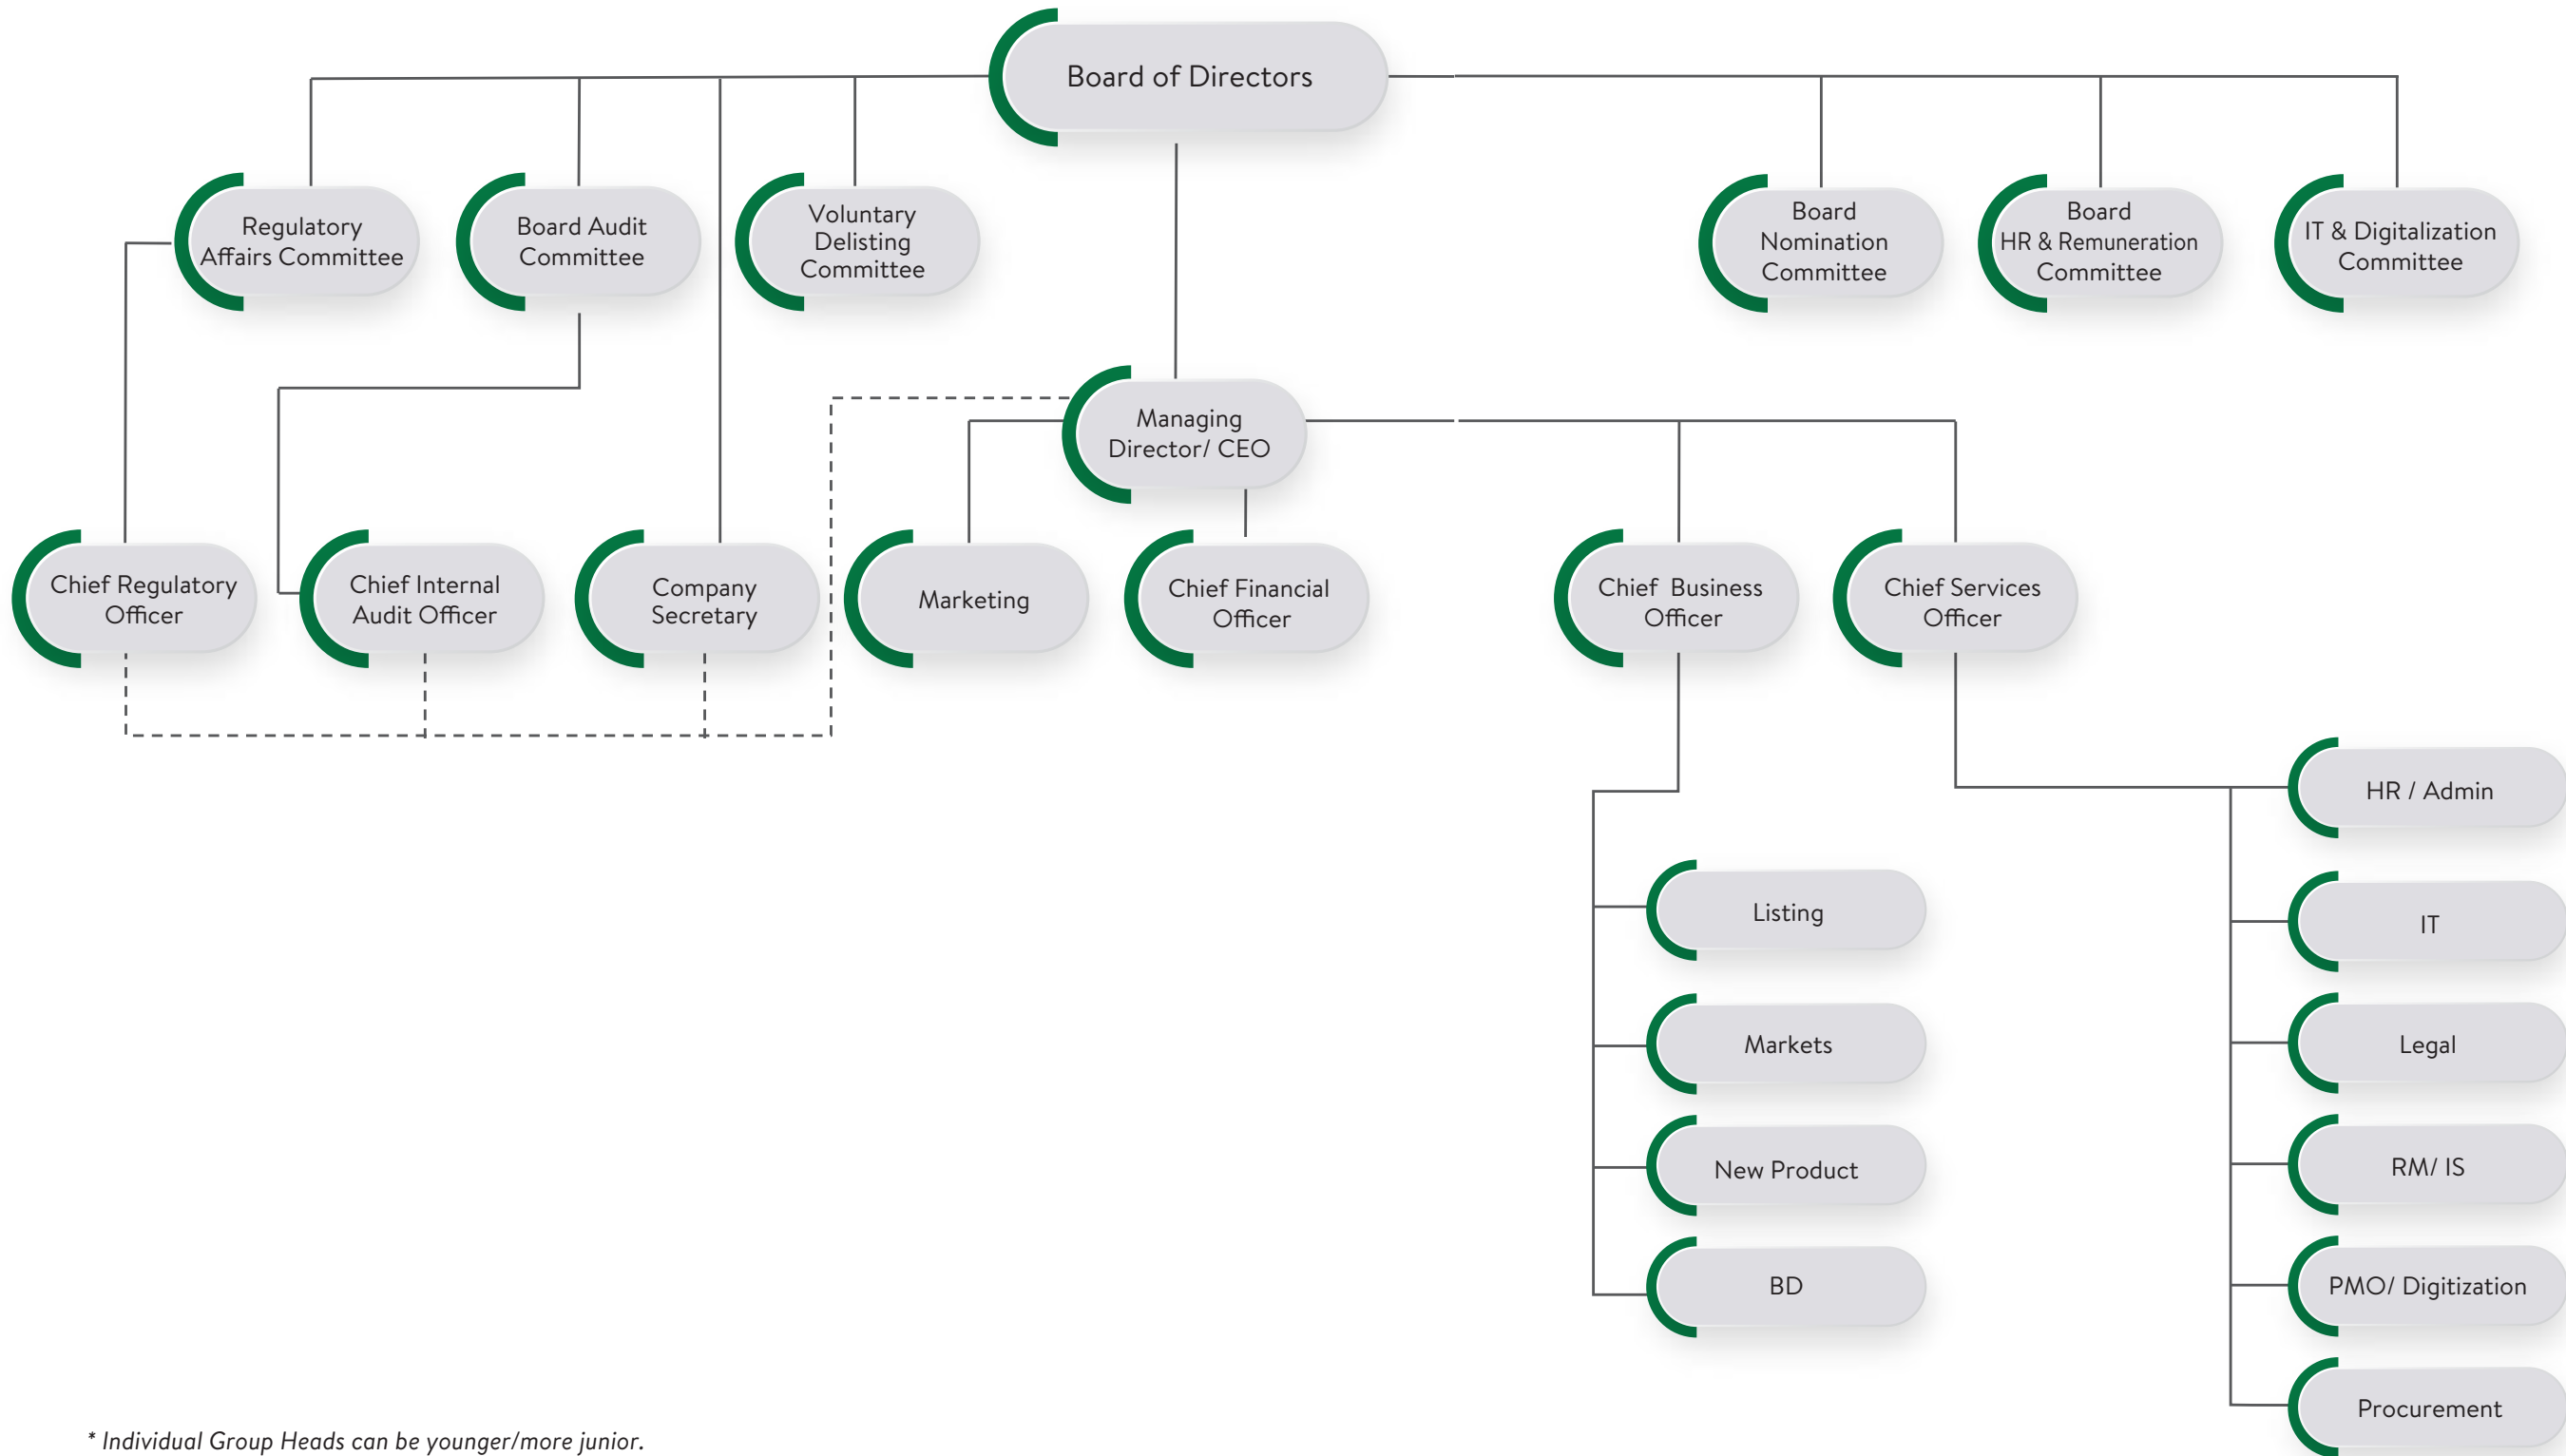 Board of Directors
Regulatory
Affairs Committee
Board Audit
Committee
Voluntary
Delisting
Committee
Board
Nomination
Committee
Board
HR & Remuneration
Committee
IT & Digitalization
Committee
Managing
Director/ CEO
Chief Regulatory
Officer
Chief Internal
Audit Officer
Company
Secretary
Marketing
Chief Financial
Officer
Chief Business
Officer
Chief Services
Officer
Listing
Markets
New Product
BD
HR / Admin
IT
Legal
RM/ IS
PMO/ Digitization
Procurement
* Individual Group Heads can be younger/more junior.